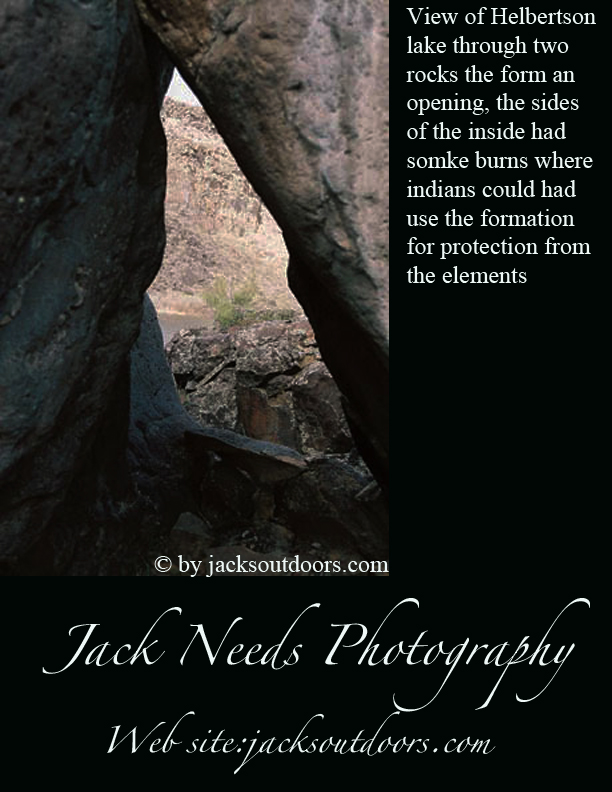 View of Helbertson
lake through two
rocks the form an
opening, the sides
of the inside had
somke burns where
indians could had
use the formation
for protection from
the elements
© by jacksoutdoors.com
Jack Needs Photography
Web site:jacksoutdoors.com